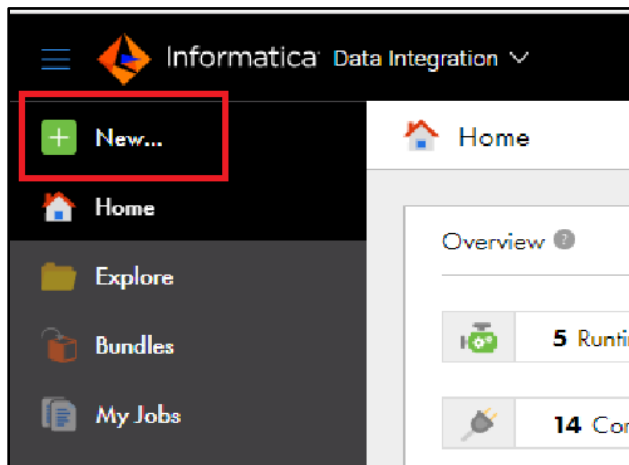 Informatica Data Integration
New...
Home
Explore
Bundles
My Jobs
Home
Overview ?
5
14